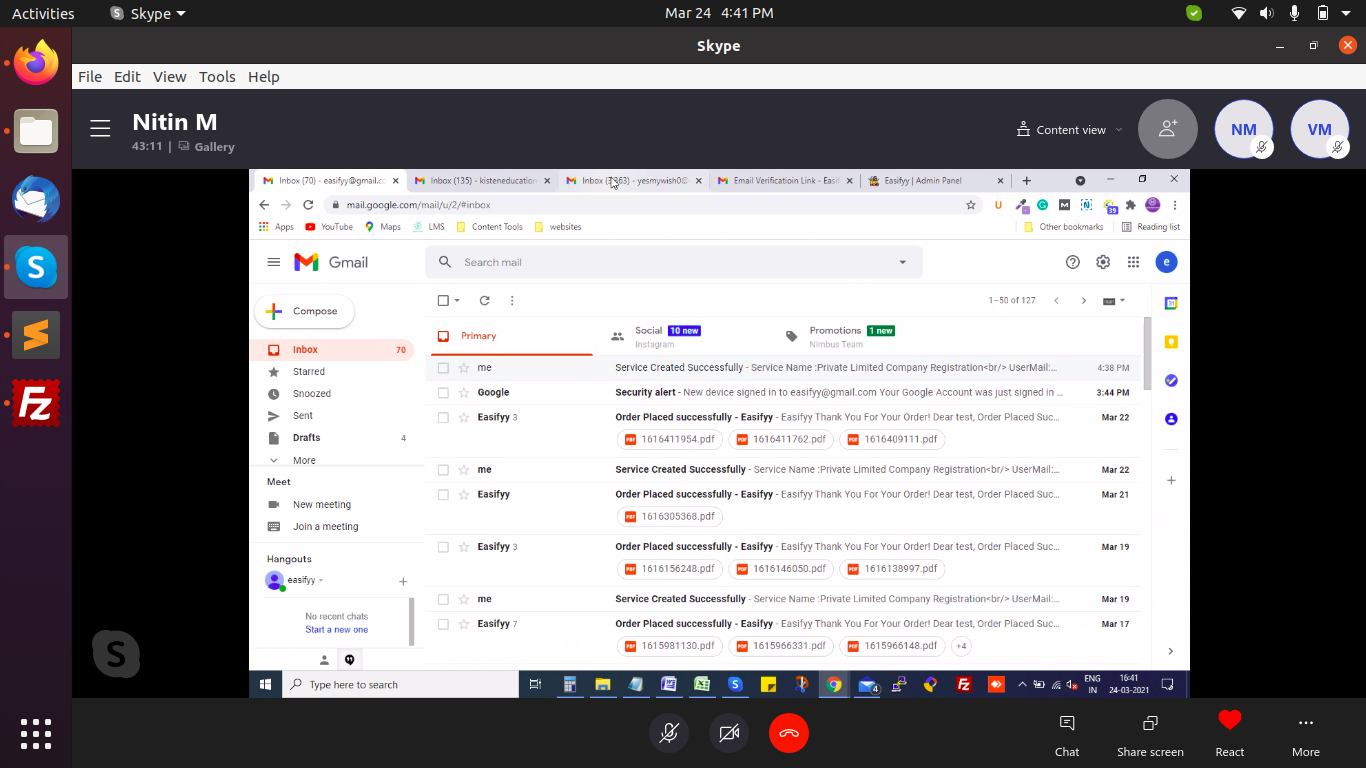 Activities Skype Mar 24 4:41 PM
Skype
File Edit View Tools Help
Nitin M
43:11 | Gallery
Content view
NM
VM
Inbox (70) - easifyy@gmail.co
Inbox (135) - kisteneducation
yesmywish0@
Email Verificatioin Link - Easif
Easifyy | Admin Panel
mail.google.com/mail/u/2/#inbox
39
Apps YouTube Maps LMS Content Tools websites Other bookmarks Reading list
Gmail
Search mail
e
Compose
1–50 of 127
Primary
Social 10 new
Instagram
Promotions 1 new
Nimbus Team
Inbox 70
Starred
Snoozed
Sent
Drafts 4
More
Meet
New meeting
Join a meeting
Hangouts
easifyy
No recent chats
Start a new one
me Service Created Successfully - Service Name :Private Limited Company Registration<br/> UserMail:... 4:38 PM
Google Security alert - New device signed in to easifyy@gmail.com Your Google Account was just signed in ... 3:44 PM
Easifyy 3 Order Placed successfully - Easifyy - Easifyy Thank You For Your Order! Dear test, Order Placed Suc... Mar 22
PDF 1616411954.pdf PDF 1616411762.pdf PDF 1616409111.pdf
me Service Created Successfully - Service Name :Private Limited Company Registration<br/> UserMail:... Mar 22
Easifyy Order Placed successfully - Easifyy - Easifyy Thank You For Your Order! Dear test, Order Placed Suc... Mar 21
PDF 1616305368.pdf
Easifyy 3 Order Placed successfully - Easifyy - Easifyy Thank You For Your Order! Dear test, Order Placed Suc... Mar 19
PDF 1616156248.pdf PDF 1616146050.pdf PDF 1616138997.pdf
me Service Created Successfully - Service Name :Private Limited Company Registration<br/> UserMail:... Mar 19
Easifyy 7 Order Placed successfully - Easifyy - Easifyy Thank You For Your Order! Dear test, Order Placed Suc... Mar 17
PDF 1615981130.pdf PDF 1615966331.pdf PDF 1615966148.pdf +4
Type here to search
4
ENG
IN
16:41
24-03-2021
Chat
Share screen
React
More